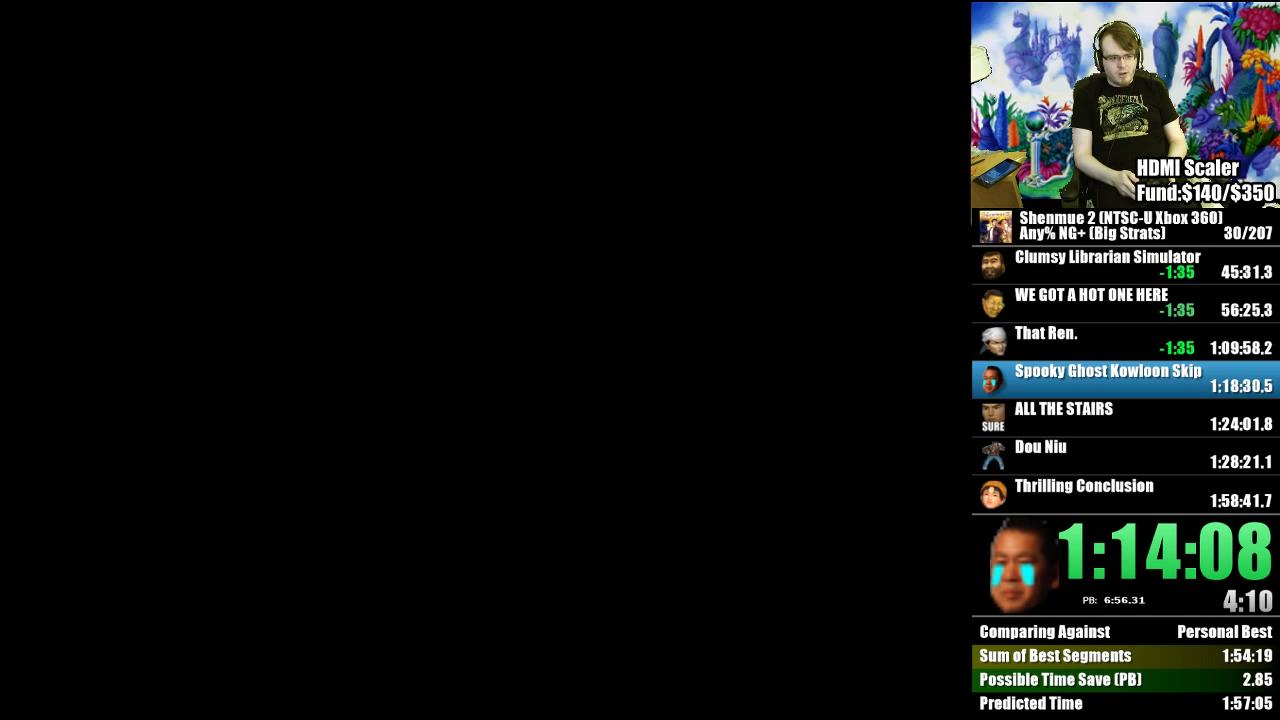 HDMI Scaler
Fund:$140/$350
Shenmue 2 (NTSC-U Xbox 360)
Any% NG+ (Big Strats) 30/207
Clumsy Librarian Simulator
-1:35 45:31.3
WE GOT A HOT ONE HERE
-1:35 56:25.3
That Ren.
-1:35 1:09:58.2
Spooky Ghost Kowloon Skip
1:18:30.5
ALL THE STAIRS
SURE 1:24:01.8
Dou Niu
1:28:21.1
Thrilling Conclusion
1:58:41.7
1:14:08
PB: 6:56.31 4:10
Comparing Against Personal Best
Sum of Best Segments 1:54:19
Possible Time Save (PB) 2.85
Predicted Time 1:57:05